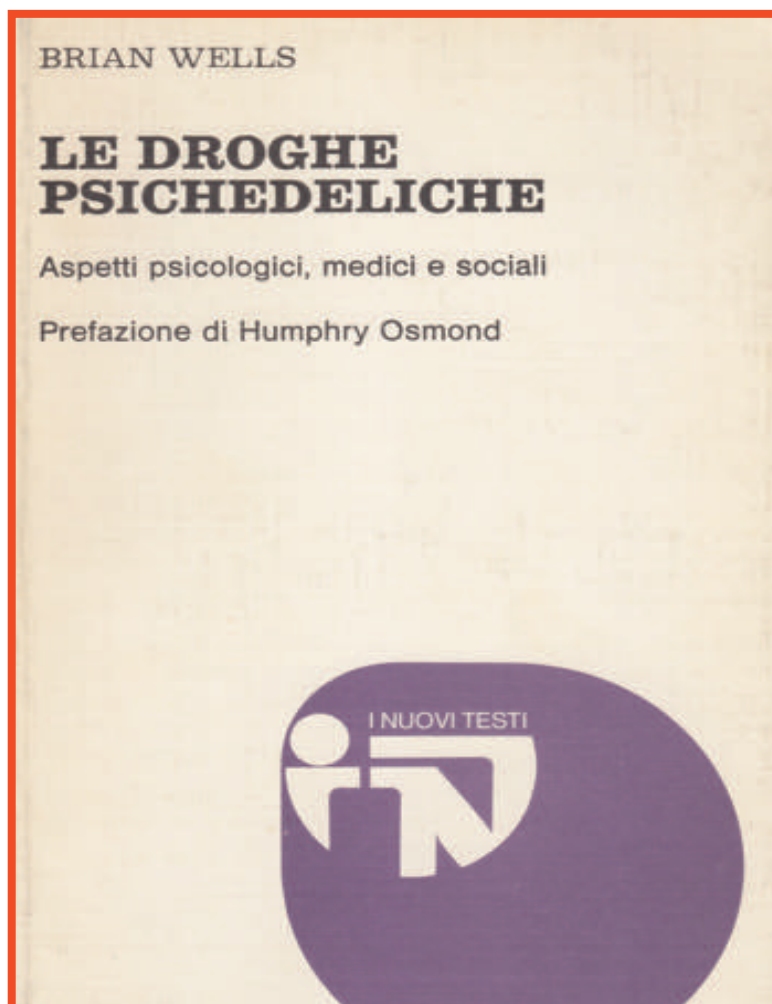 BRIAN WELLS
LE DROGHE
PSICHEDELICHE
Aspetti psicologici, medici e sociali
Prefazione di Humphry Osmond
I NUOVI TESTI